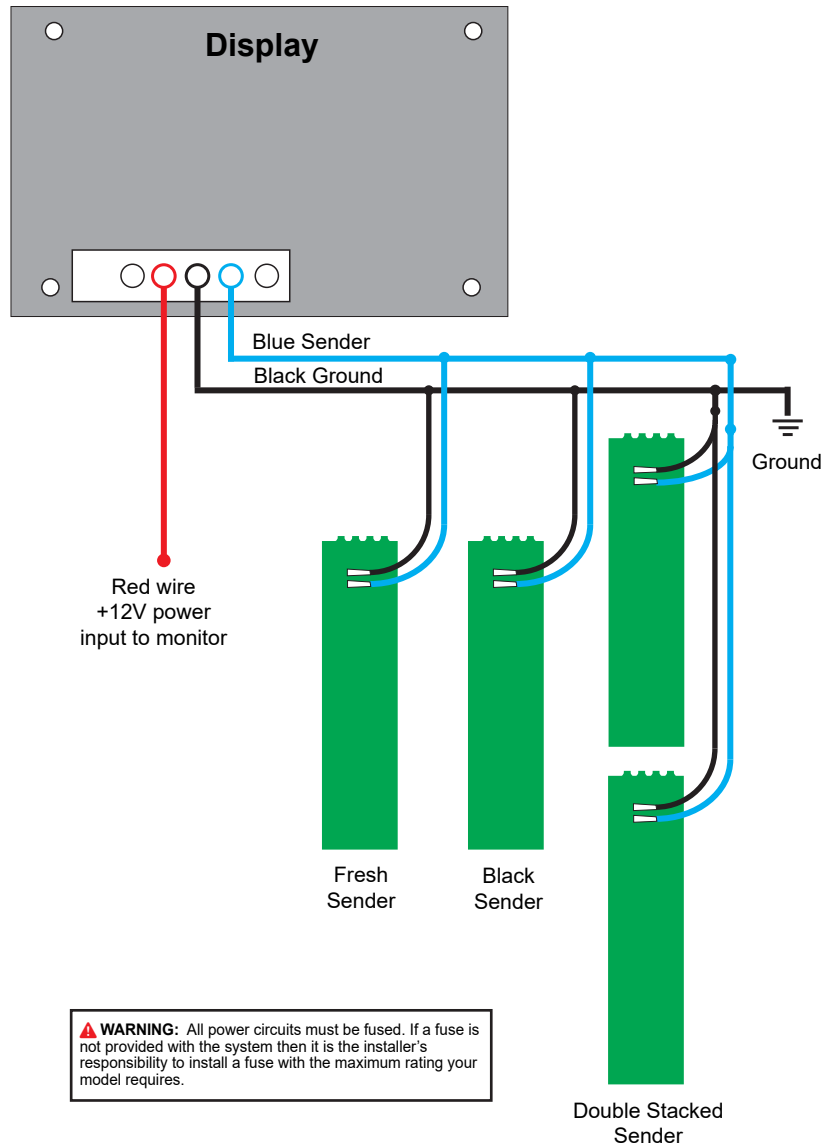 Display
Blue Sender
Black Ground
Ground
Red wire
+12V power
input to monitor
Fresh
Sender
Black
Sender
WARNING: All power circuits must be fused. If a fuse is
not provided with the system then it is the installer's
responsibility to install a fuse with the maximum rating your
model requires.
Double Stacked
Sender